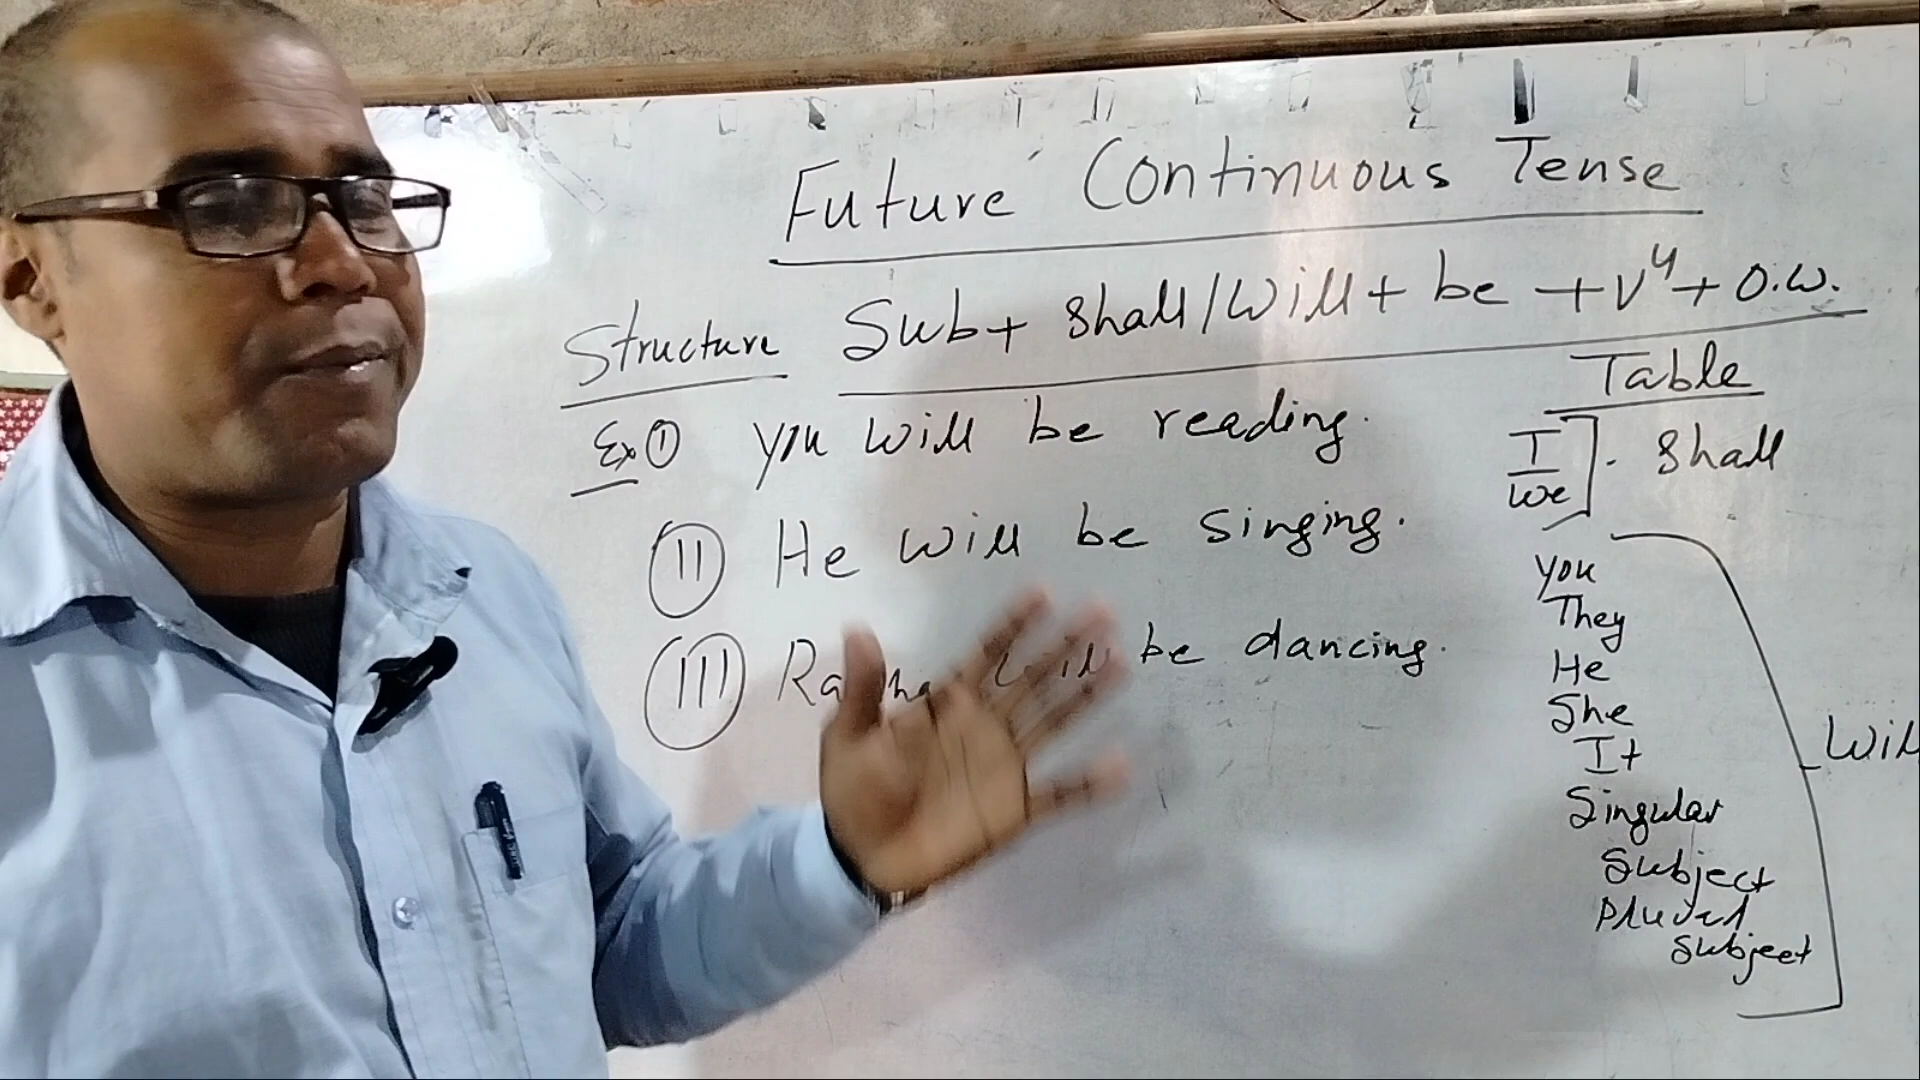 Future Continuous Tense
Structure Sub + shall/will + be + V⁴ + O.W.
Ex ① You will be reading.
(II) He will be singing.
(III) will be dancing.
Table
I
we ] . shall
you
They
He
She
It
Singular
Subject
Plural
Subject